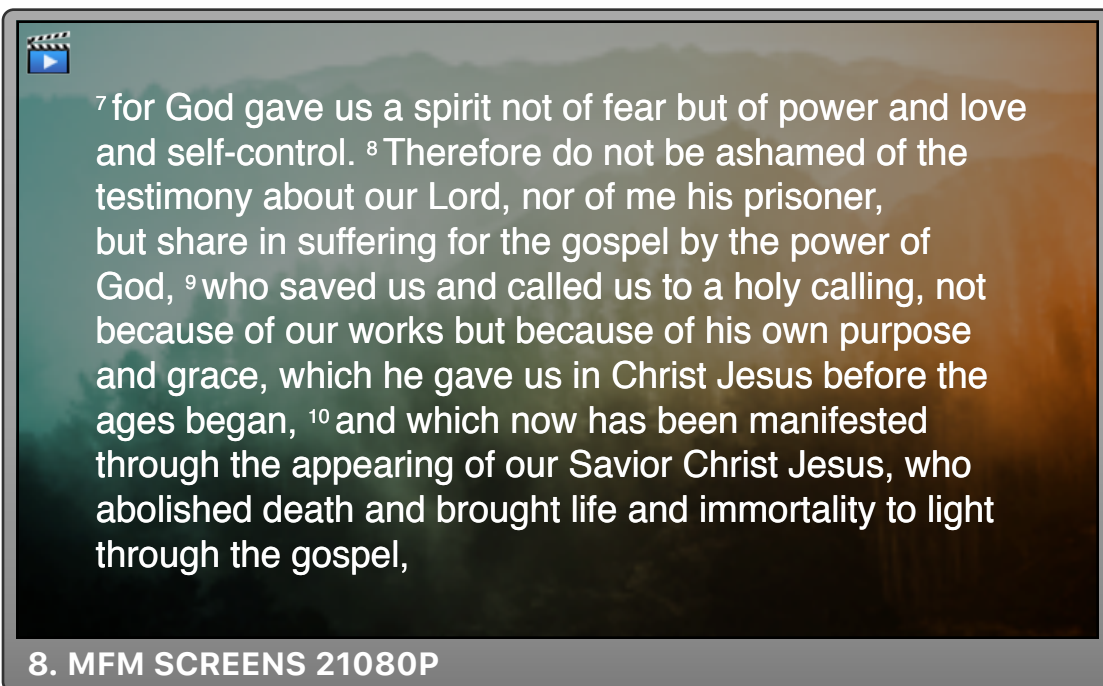 7 for God gave us a spirit not of fear but of power and love
and self-control. 8 Therefore do not be ashamed of the
testimony about our Lord, nor of me his prisoner,
but share in suffering for the gospel by the power of
God, 9 who saved us and called us to a holy calling, not
because of our works but because of his own purpose
and grace, which he gave us in Christ Jesus before the
ages began, 10 and which now has been manifested
through the appearing of our Savior Christ Jesus, who
abolished death and brought life and immortality to light
through the gospel,
8. MFM SCREENS 21080P